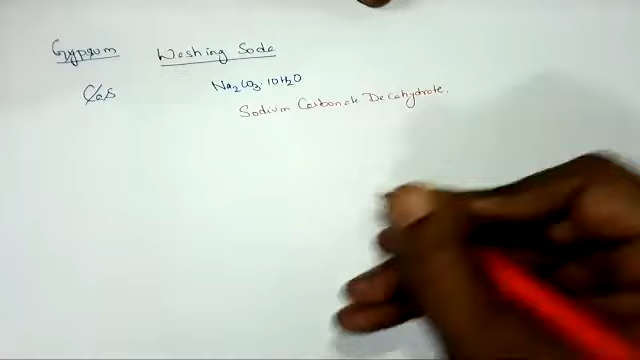 Gypsum Washing Soda
CaS Na2CO3·10H2O
Sodium Carbonate Decahydrate.